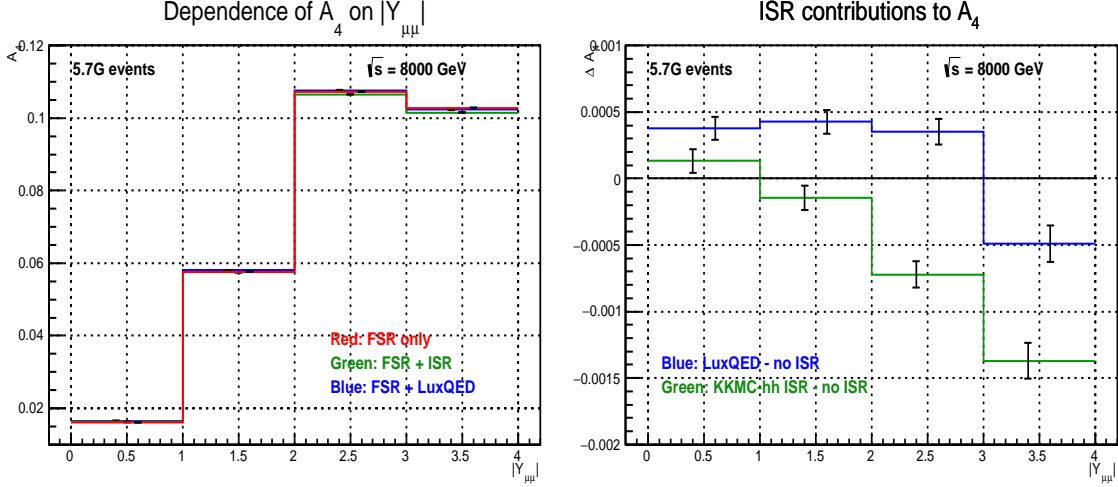 Dependence of A4 on |Yμμ|
A4
0.12
0.1
0.08
0.06
0.04
0.02
5.7G events
√s = 8000 GeV
Red: FSR only
Green: FSR + ISR
Blue: FSR + LuxQED
0 0.5 1 1.5 2 2.5 3 3.5 4
|Yμμ|
ISR contributions to A4
Δ A
0.001
0.0005
0
−0.0005
−0.001
−0.0015
−0.002
5.7G events
√s = 8000 GeV
Blue: LuxQED - no ISR
Green: KKMC-hh ISR - no ISR
0 0.5 1 1.5 2 2.5 3 3.5 4
|Yμμ|